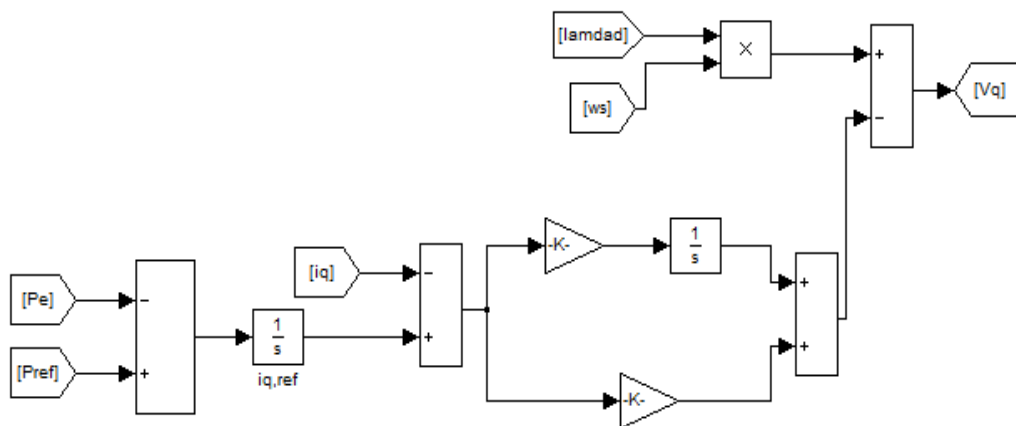 [lamdad]
×
+
[ws]
[Vq]
−
-K-
1
s
[iq]
−
+
[Pe]
−
1
s
+
+
[Pref]
+
iq,ref
-K-